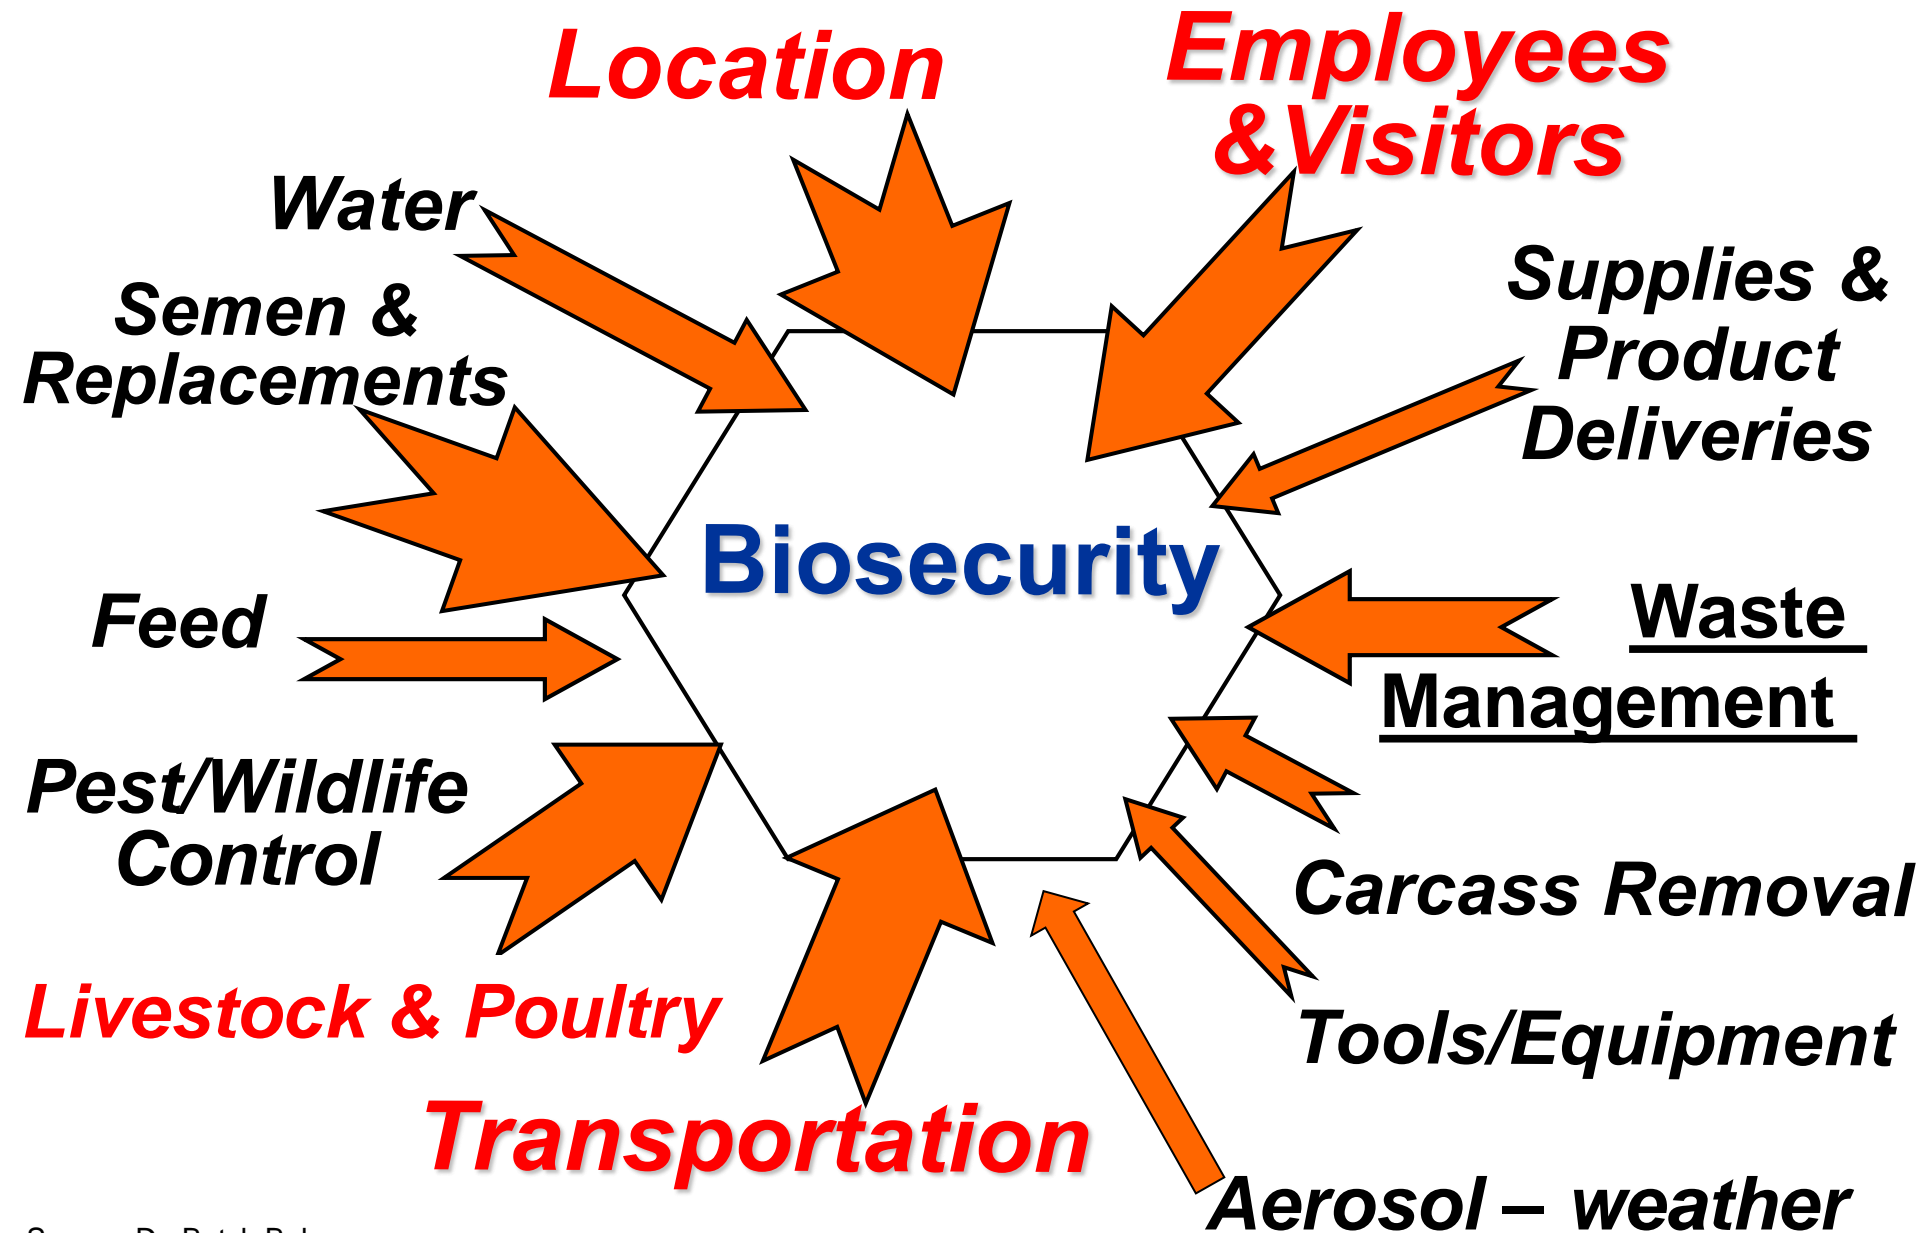 Location
Employees
&Visitors
Water
Semen &
Replacements
Supplies &
Product
Deliveries
Biosecurity
Feed
Waste
Management
Pest/Wildlife
Control
Carcass Removal
Livestock & Poultry
Tools/Equipment
Transportation
Aerosol – weather